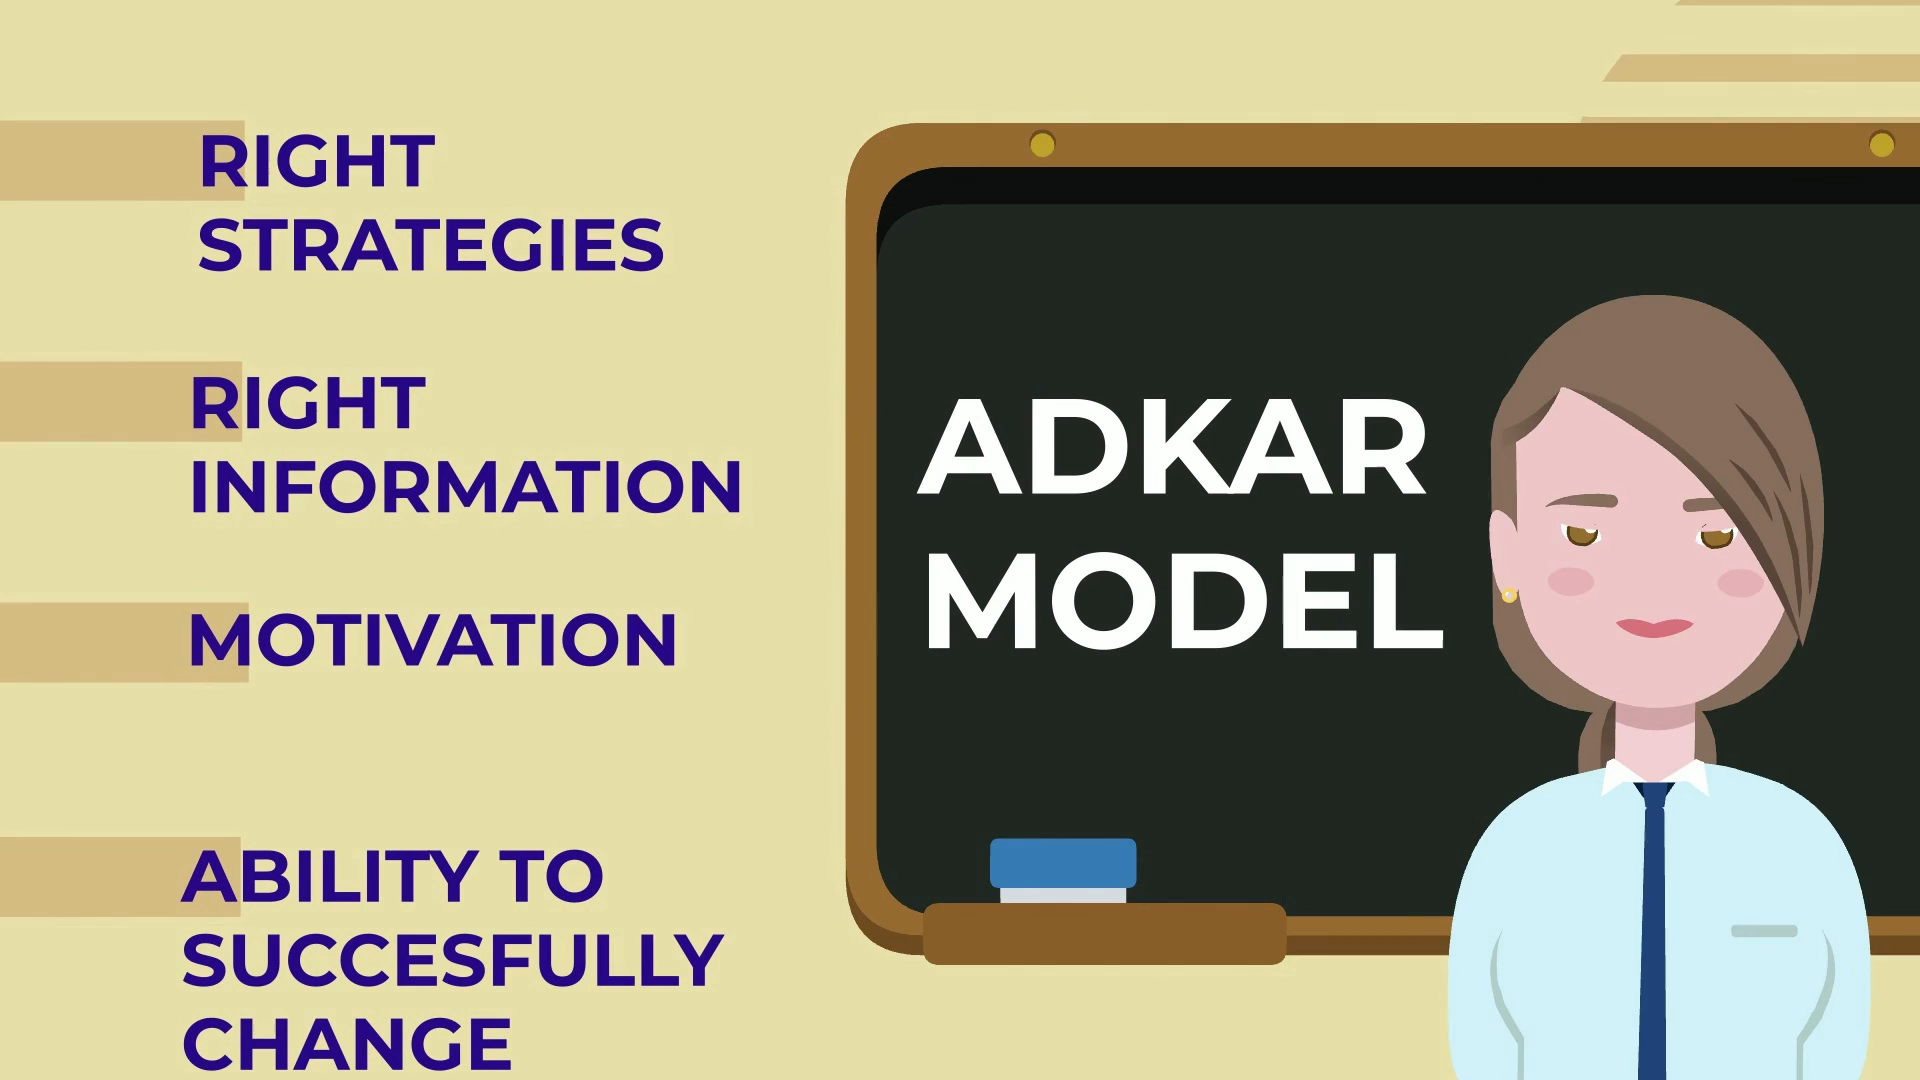 RIGHT
STRATEGIES
RIGHT
INFORMATION
MOTIVATION
ABILITY TO
SUCCESFULLY
CHANGE
ADKAR
MODEL